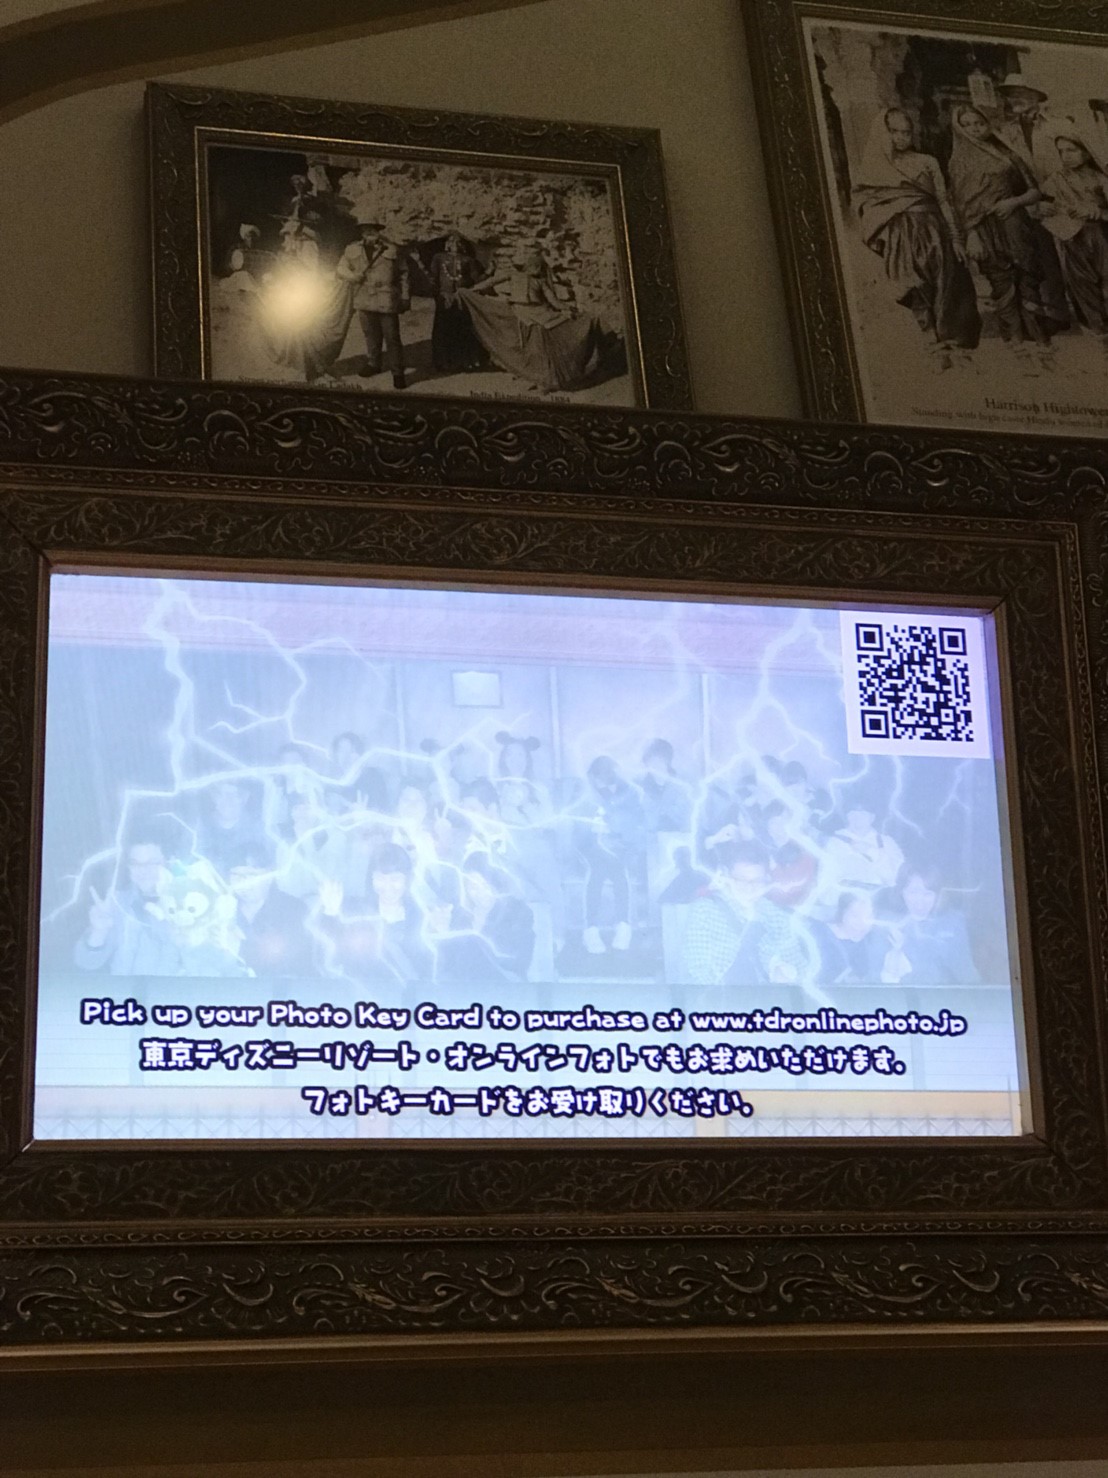 India Expedition, 1884
Harrison Hightower
Pick up your Photo Key Card to purchase at www.tdronlinephoto.jp
東京ディズニーリゾート・オンラインフォトでもお求めいただけます。
フォトキーカードをお受け取りください。